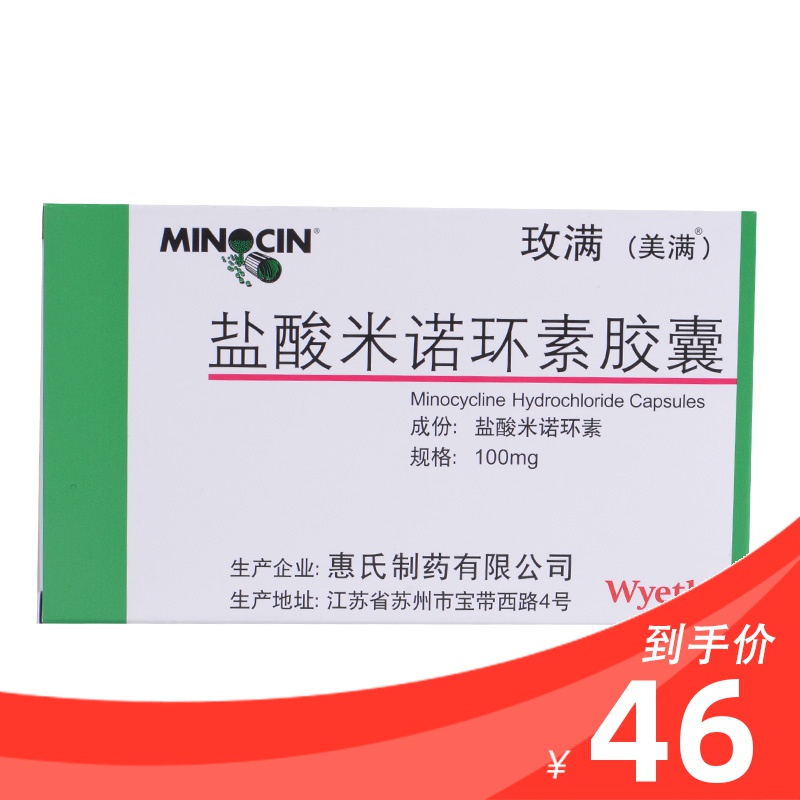 MINOCIN®
玫满（美满®）
盐酸米诺环素胶囊
Minocycline Hydrochloride Capsules
成份: 盐酸米诺环素
规格: 100mg
生产企业: 惠氏制药有限公司
生产地址: 江苏省苏州市宝带西路4号
到手价
¥ 46